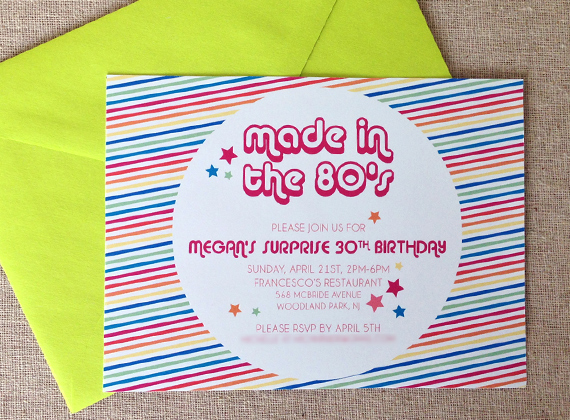 made in
the 80's
PLEASE JOIN US FOR
MEGAN'S SURPRISE 30TH BIRTHDAY
SUNDAY, APRIL 21ST, 2PM-6PM
FRANCESCO'S RESTAURANT
568 MCBRIDE AVENUE
WOODLAND PARK, NJ
PLEASE RSVP BY APRIL 5TH